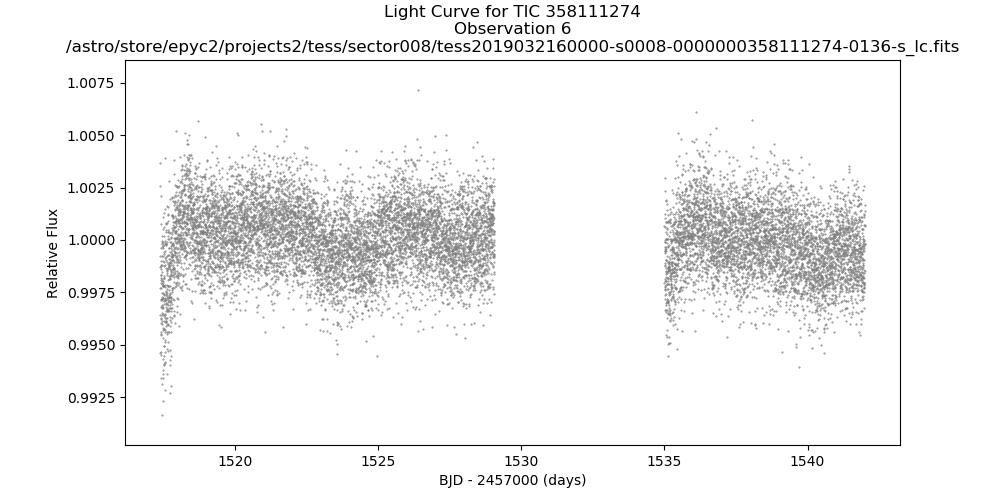 Light Curve for TIC 358111274
Observation 6
/astro/store/epyc2/projects2/tess/sector008/tess2019032160000-s0008-0000000358111274-0136-s_lc.fits
1.0075
1.0050
1.0025
1.0000
0.9975
0.9950
0.9925
Relative Flux
1520
1525
1530
1535
1540
BJD - 2457000 (days)